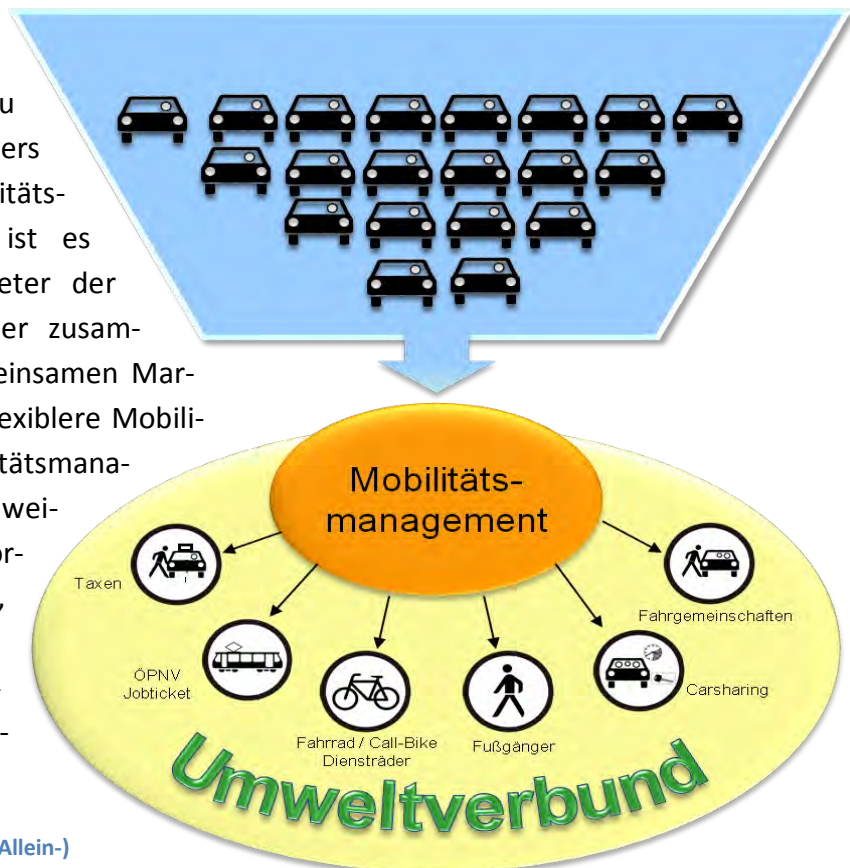 u
ers
itäts-
ist es
eter der
er zusam-
einsamen Mar-
exiblere Mobili-
tätsmana-
wei-
or-
,
-
Allein-)
Mobilitäts-
management
Taxen
ÖPNV
Jobticket
Fahrrad / Call-Bike
Diensträder
Fußgänger
Carsharing
Fahrgemeinschaften
Umweltverbund